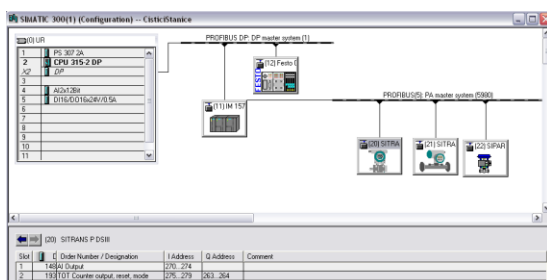 SIMATIC 300(1) (Configuration) -- CisticiStanice
(0) UR
1 PS 307 2A
2 CPU 315-2 DP
X2 DP
3
4 AI2x12Bit
5 DI16/DO16x24V/0.5A
6
7
8
9
10
11
PROFIBUS DP: DP master system (1)
(12) Festo C
FESTO
(11) IM 157
PROFIBUS(5): PA master system (5980)
(20) SITRA
(21) SITRA
(22) SIPAR
(20) SITRANS P DSIII
Slot Order Number / Designation I Address Q Address Comment
1 148 AI Output 270...274
2 193 TOT Counter output, reset, mode 275...279 263...264